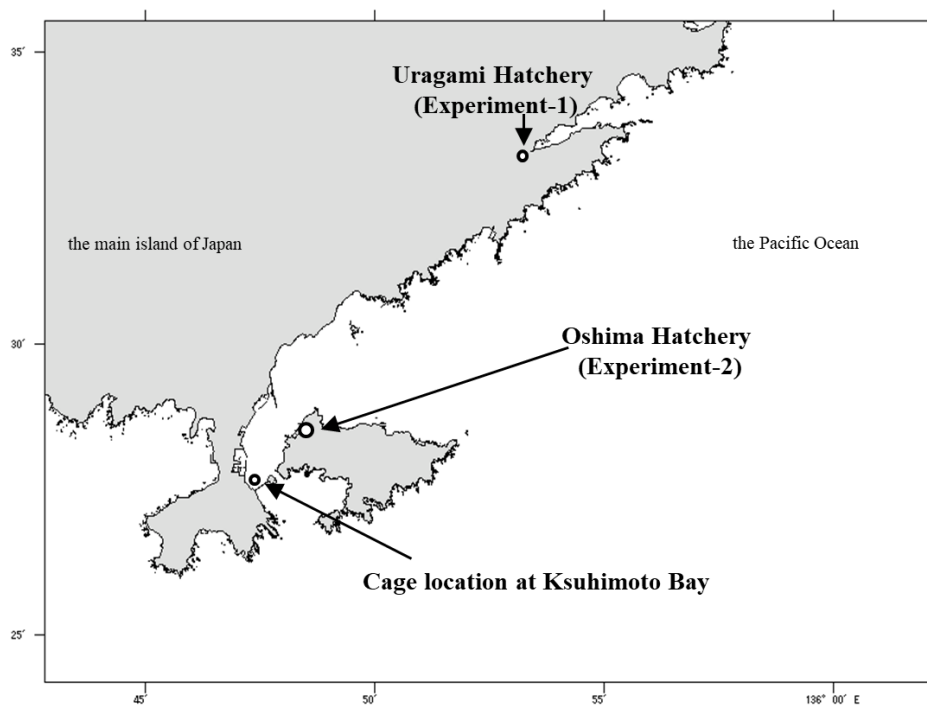 35′
Uragami Hatchery
(Experiment-1)
the main island of Japan
the Pacific Ocean
30′
Oshima Hatchery
(Experiment-2)
Cage location at Ksuhimoto Bay
25′
45′
50′
55′
136° 00′ E